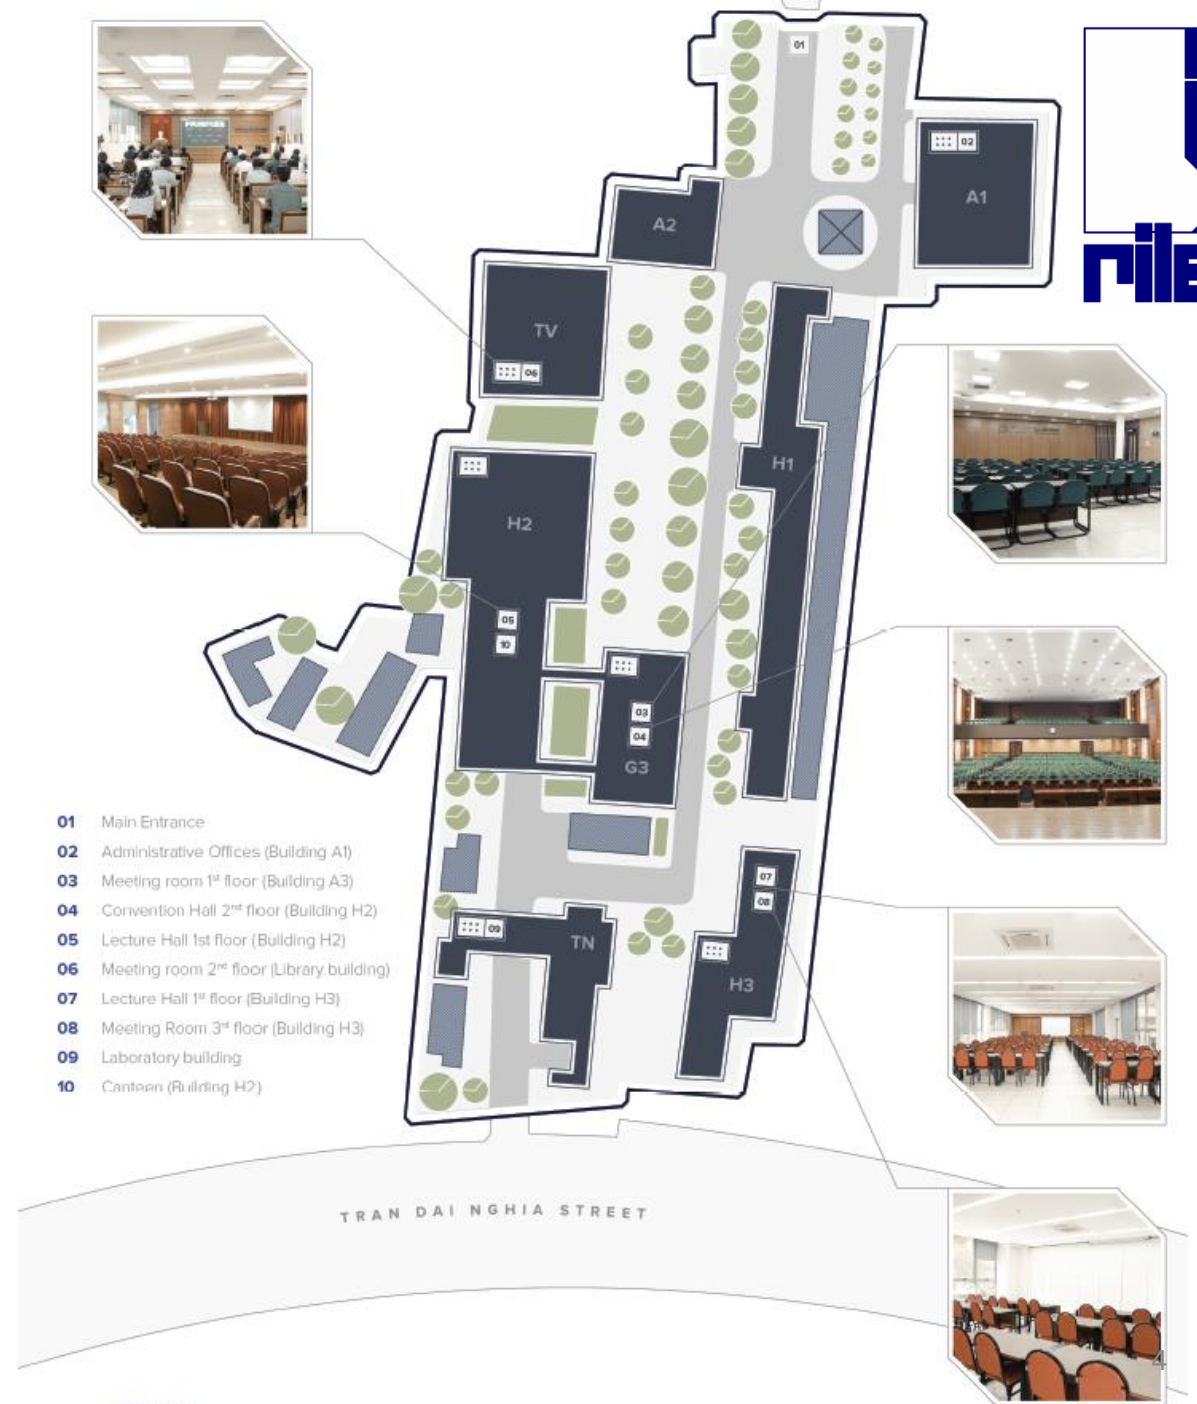 01
02
A1
A2
TV
06
H1
H2
05
10
03
04
G3
01 Main Entrance
02 Administrative Offices (Building A1)
03 Meeting room 1st floor (Building A3)
04 Convention Hall 2nd floor (Building H2)
05 Lecture Hall 1st floor (Building H2)
06 Meeting room 2nd floor (Library building)
07 Lecture Hall 1st floor (Building H3)
08 Meeting Room 3rd floor (Building H3)
09 Laboratory building
10 Canteen (Building H2)
07
08
09
TN
H3
TRAN DAI NGHIA STREET
4